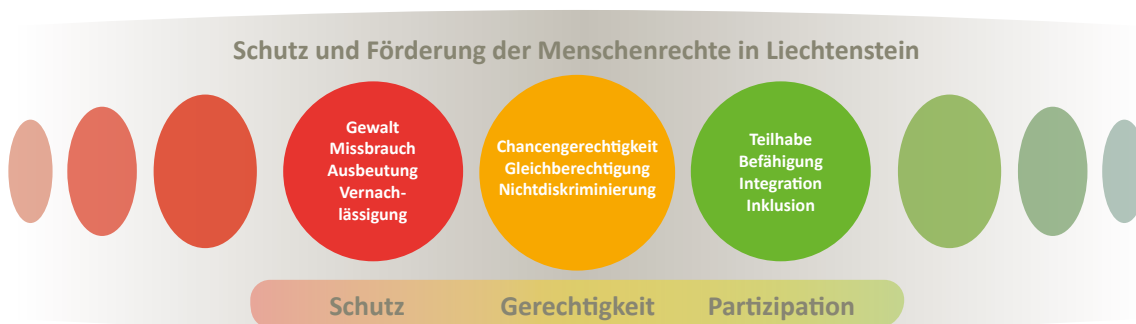 Schutz und Förderung der Menschenrechte in Liechtenstein
Gewalt
Missbrauch
Ausbeutung
Vernach-
lässigung
Chancengerechtigkeit
Gleichberechtigung
Nichtdiskriminierung
Teilhabe
Befähigung
Integration
Inklusion
Schutz
Gerechtigkeit
Partizipation